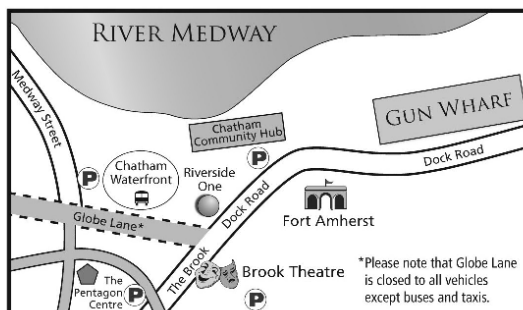 RIVER MEDWAY
Medway Street
GUN WHARF
Chatham
Community Hub
P
P
Chatham
Waterfront
Riverside
One
Dock Road
Dock Road
Globe Lane*
Fort Amherst
The Brook
Brook Theatre
The
Pentagon
Centre
P
P
*Please note that Globe Lane
is closed to all vehicles
except buses and taxis.